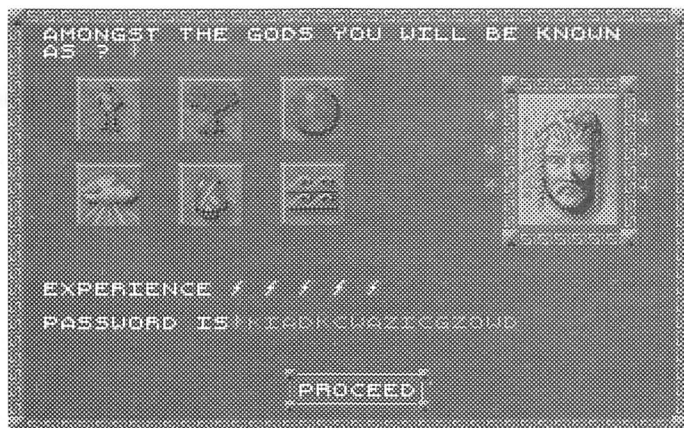 AMONGST THE GODS YOU WILL BE KNOWN
AS ?
EXPERIENCE
PASSWORD IS
PROCEED